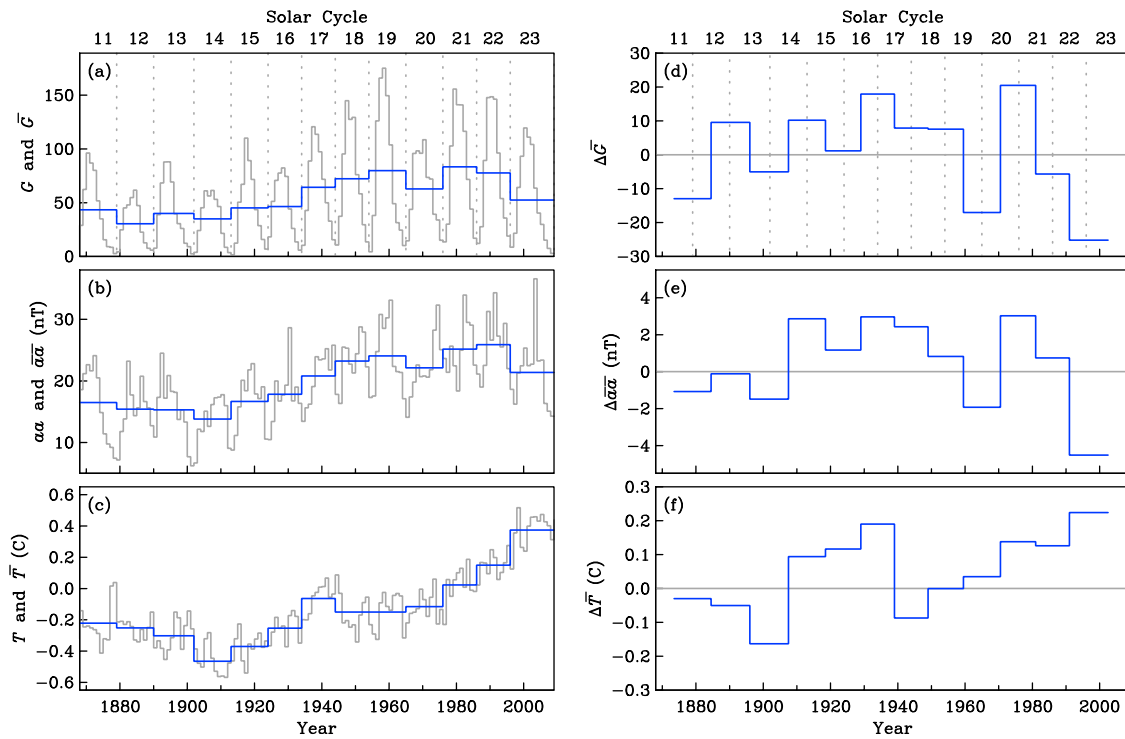 Solar Cycle
11 12 13 14 15 16 17 18 19 20 21 22 23
(a)
G and G̅
150
100
50
0
(b)
aa and a̅a̅ (nT)
30
20
10
(c)
T and T̅ (C)
0.6
0.4
0.2
0.0
−0.2
−0.4
−0.6
1880 1900 1920 1940 1960 1980 2000
Year
Solar Cycle
11 12 13 14 15 16 17 18 19 20 21 22 23
(d)
ΔG̅
30
20
10
0
−10
−20
−30
(e)
Δa̅a̅ (nT)
4
2
0
−2
−4
(f)
ΔT̅ (C)
0.3
0.2
0.1
0.0
−0.1
−0.2
−0.3
1880 1900 1920 1940 1960 1980 2000
Year